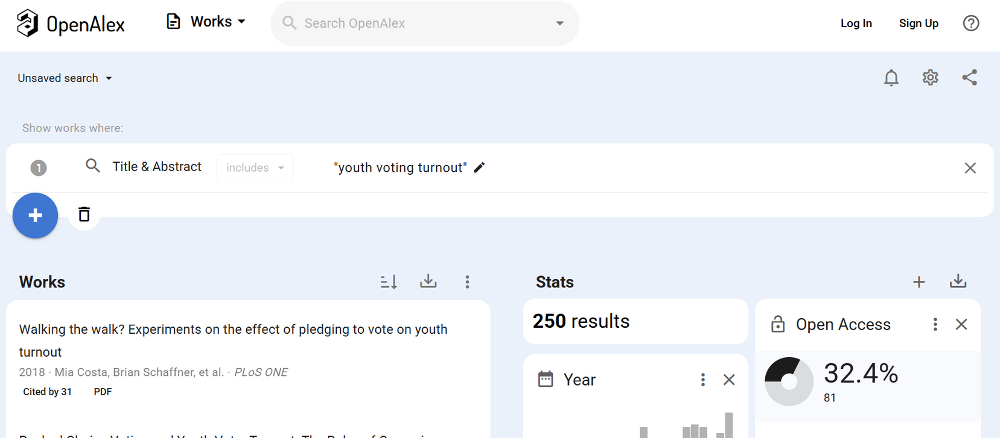 OpenAlex
Works
Search OpenAlex
Log In
Sign Up
Unsaved search
Show works where:
1
Title & Abstract
includes
"youth voting turnout"
Works
Stats
Walking the walk? Experiments on the effect of pledging to vote on youth
turnout
2018 · Mia Costa, Brian Schaffner, et al. · PLoS ONE
Cited by 31
PDF
250 results
Year
Open Access
32.4%
81